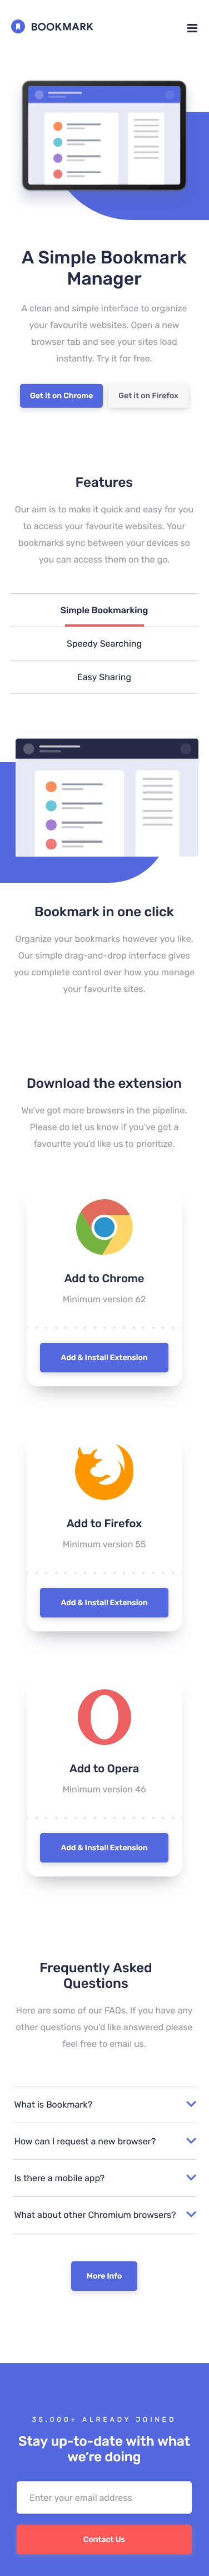 BOOKMARK
A Simple Bookmark
Manager
A clean and simple interface to organize
your favourite websites. Open a new
browser tab and see your sites load
instantly. Try it for free.
Get it on Chrome
Get it on Firefox
Features
Our aim is to make it quick and easy for you
to access your favourite websites. Your
bookmarks sync between your devices so
you can access them on the go.
Simple Bookmarking
Speedy Searching
Easy Sharing
Bookmark in one click
Organize your bookmarks however you like.
Our simple drag-and-drop interface gives
you complete control over how you manage
your favourite sites.
Download the extension
We've got more browsers in the pipeline.
Please do let us know if you've got a
favourite you'd like us to prioritize.
Add to Chrome
Minimum version 62
Add & Install Extension
Add to Firefox
Minimum version 55
Add & Install Extension
Add to Opera
Minimum version 46
Add & Install Extension
Frequently Asked
Questions
Here are some of our FAQs. If you have any
other questions you'd like answered please
feel free to email us.
What is Bookmark?
How can I request a new browser?
Is there a mobile app?
What about other Chromium browsers?
More Info
35,000+ ALREADY JOINED
Stay up-to-date with what
we're doing
Enter your email address
Contact Us